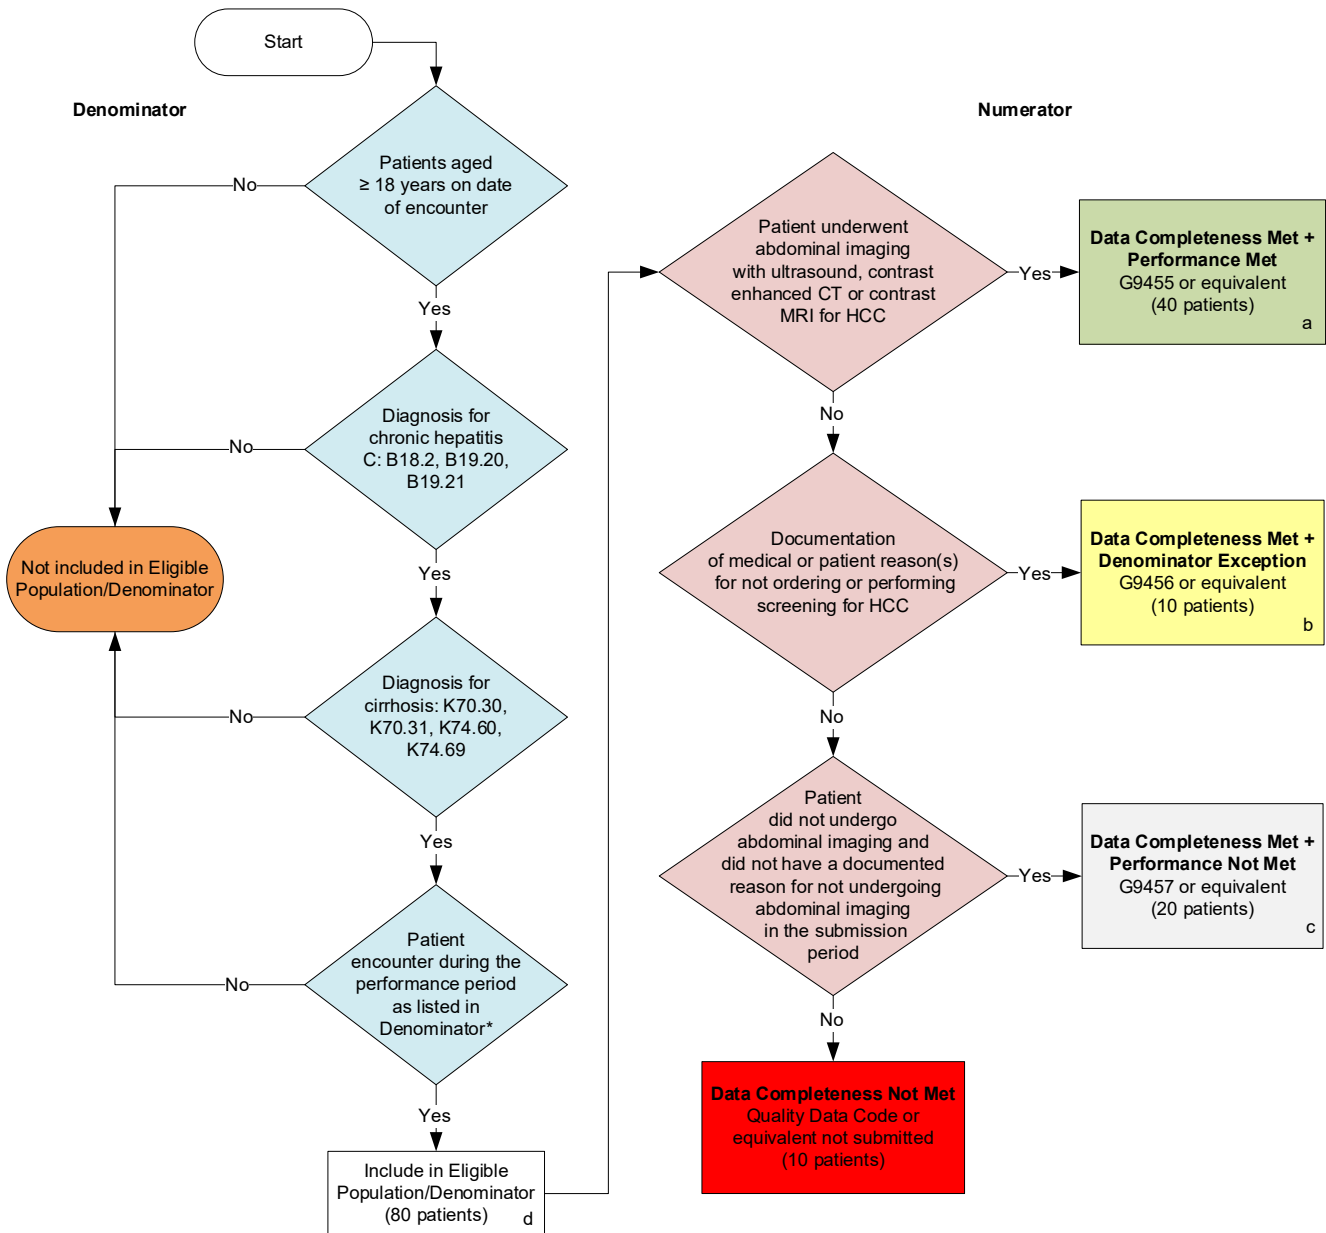 Start
Denominator
Patients aged
≥ 18 years on date
of encounter
No
Yes
Diagnosis for
chronic hepatitis
C: B18.2, B19.20,
B19.21
No
Yes
Not included in Eligible
Population/Denominator
Diagnosis for
cirrhosis: K70.30,
K70.31, K74.60,
K74.69
No
Yes
Patient
encounter during the
performance period
as listed in
Denominator*
No
Yes
Include in Eligible
Population/Denominator
(80 patients)
d
Numerator
Patient underwent
abdominal imaging
with ultrasound, contrast
enhanced CT or contrast
MRI for HCC
Yes
Data Completeness Met +
Performance Met
G9455 or equivalent
(40 patients)
a
No
Documentation
of medical or patient reason(s)
for not ordering or performing
screening for HCC
Yes
Data Completeness Met +
Denominator Exception
G9456 or equivalent
(10 patients)
b
No
Patient
did not undergo
abdominal imaging and
did not have a documented
reason for not undergoing
abdominal imaging
in the submission
period
Yes
Data Completeness Met +
Performance Not Met
G9457 or equivalent
(20 patients)
c
No
Data Completeness Not Met
Quality Data Code or
equivalent not submitted
(10 patients)